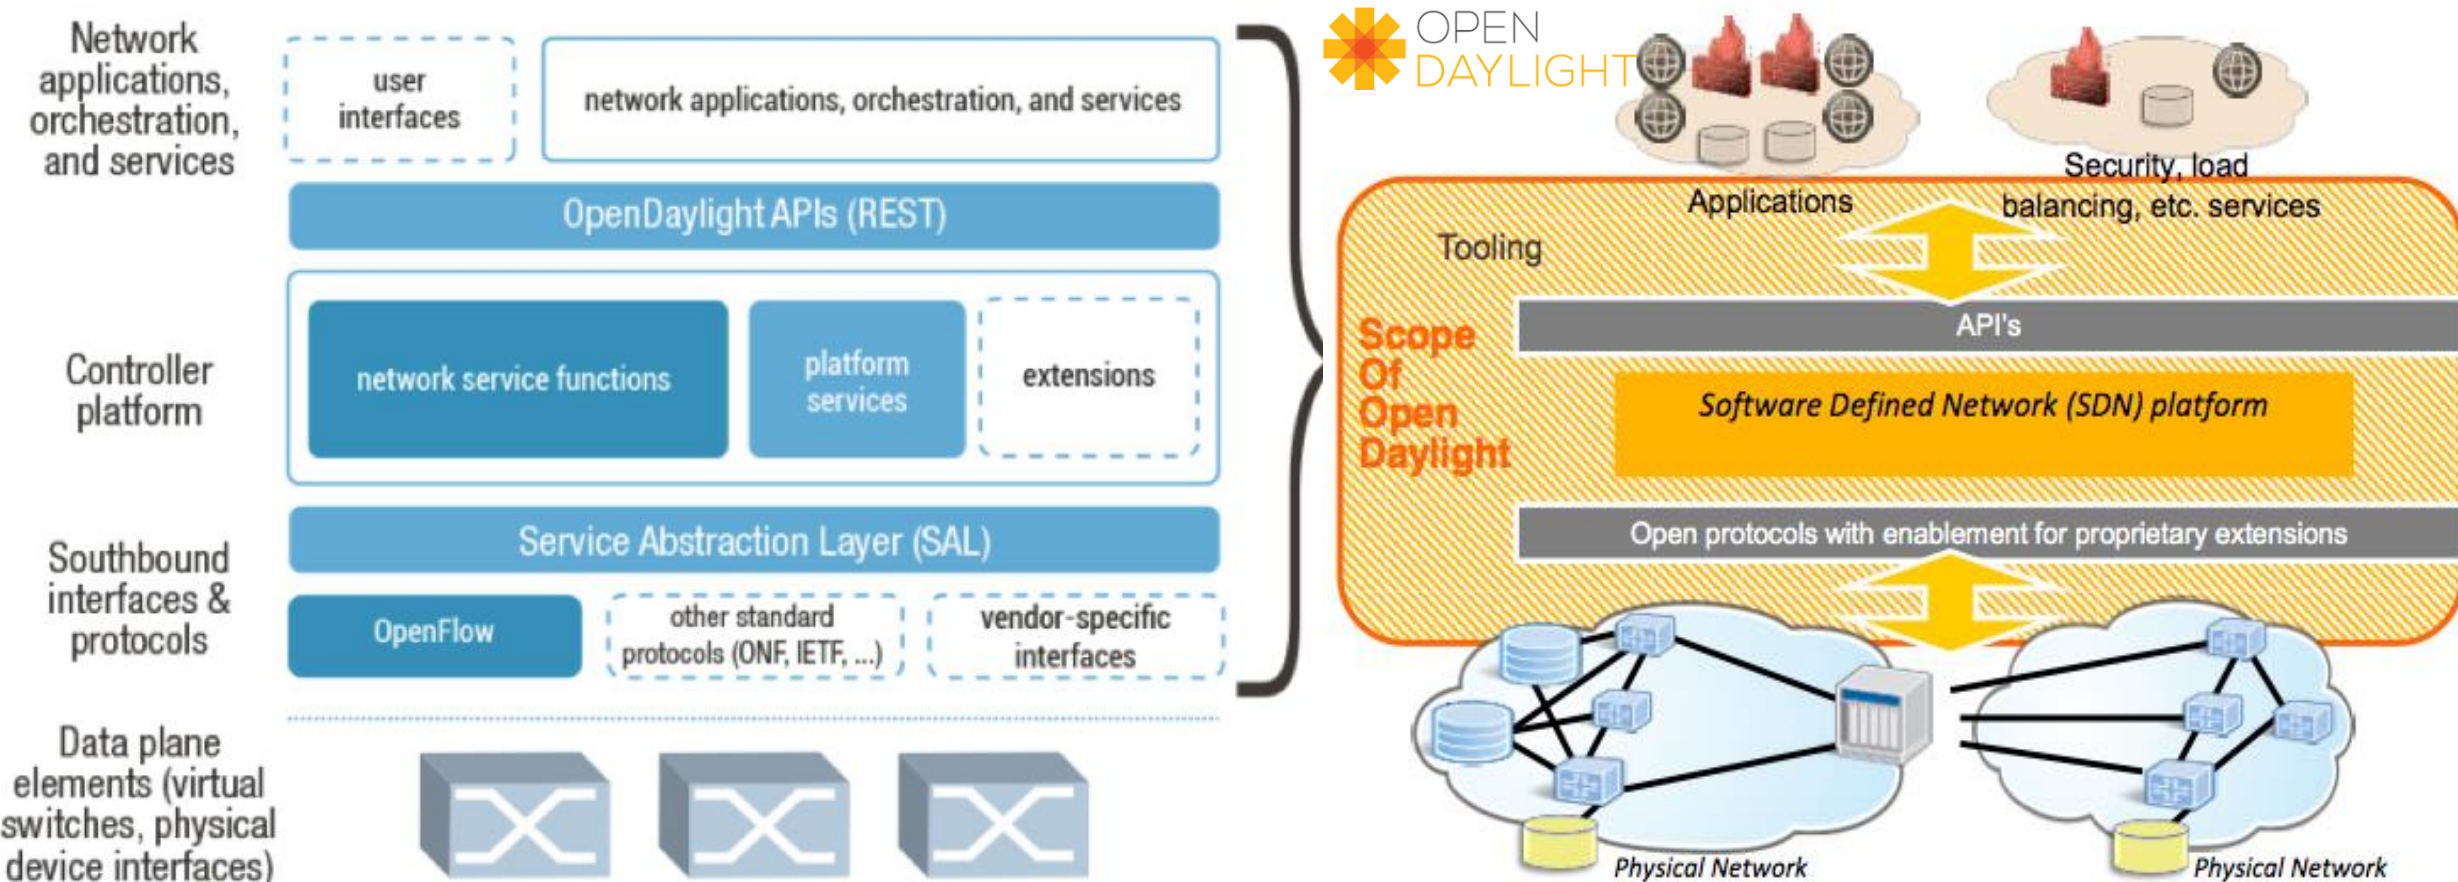 Network
applications,
orchestration,
and services
user
interfaces
network applications, orchestration, and services
OpenDaylight APIs (REST)
Controller
platform
network service functions
platform
services
extensions
Southbound
interfaces &
protocols
Service Abstraction Layer (SAL)
OpenFlow
other standard
protocols (ONF, IETF, ...)
vendor-specific
interfaces
Data plane
elements (virtual
switches, physical
device interfaces)
OPEN
DAYLIGHT
Applications
Security, load
balancing, etc. services
Tooling
Scope
Of
Open
Daylight
API's
Software Defined Network (SDN) platform
Open protocols with enablement for proprietary extensions
Physical Network
Physical Network